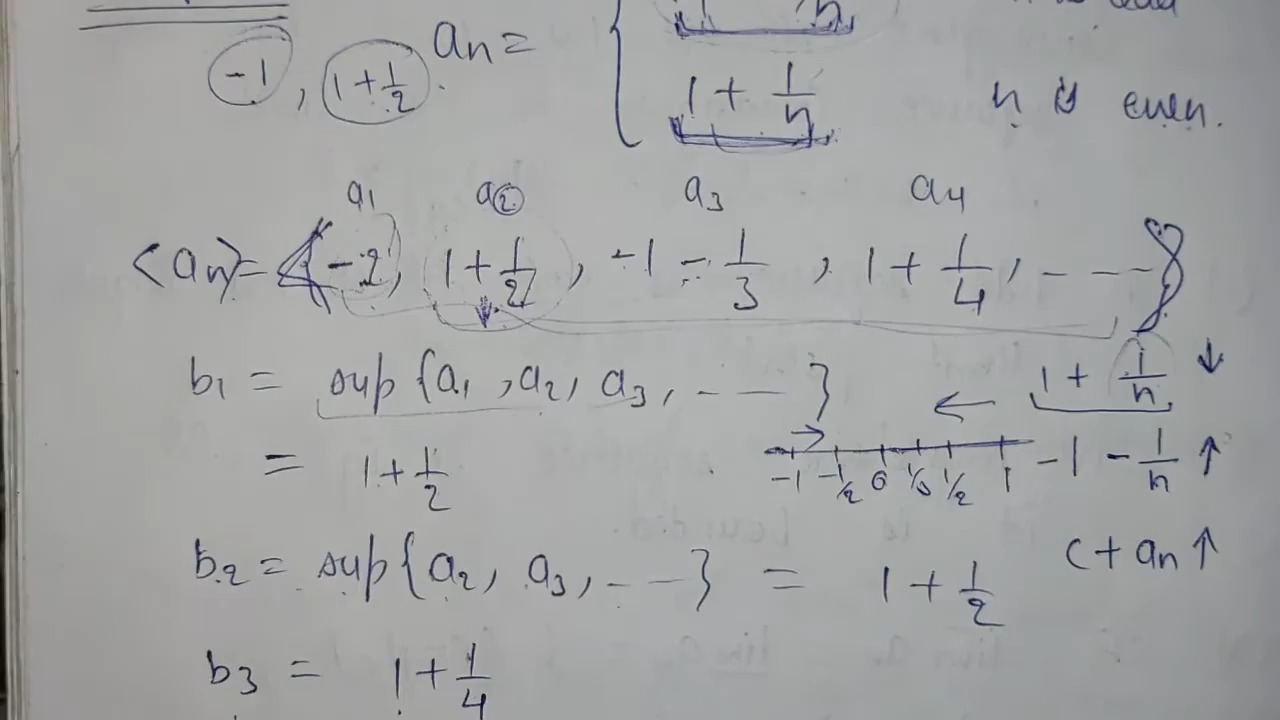 -1, 1+1/2 an = { 1 + 1/n n is even.
a1 a2 a3 a4
<an> = < -2, 1+1/2, -1 - 1/3, 1 + 1/4, - - - >
b1 = sup{a1, a2, a3, - - - } 1 + 1/n ↓
←
= 1 + 1/2 → -1 -1/2 0 1/3 1/2 1 -1 - 1/n ↑
b2 = sup{a2, a3, - - - } = 1 + 1/2 c + an ↑
b3 = 1 + 1/4